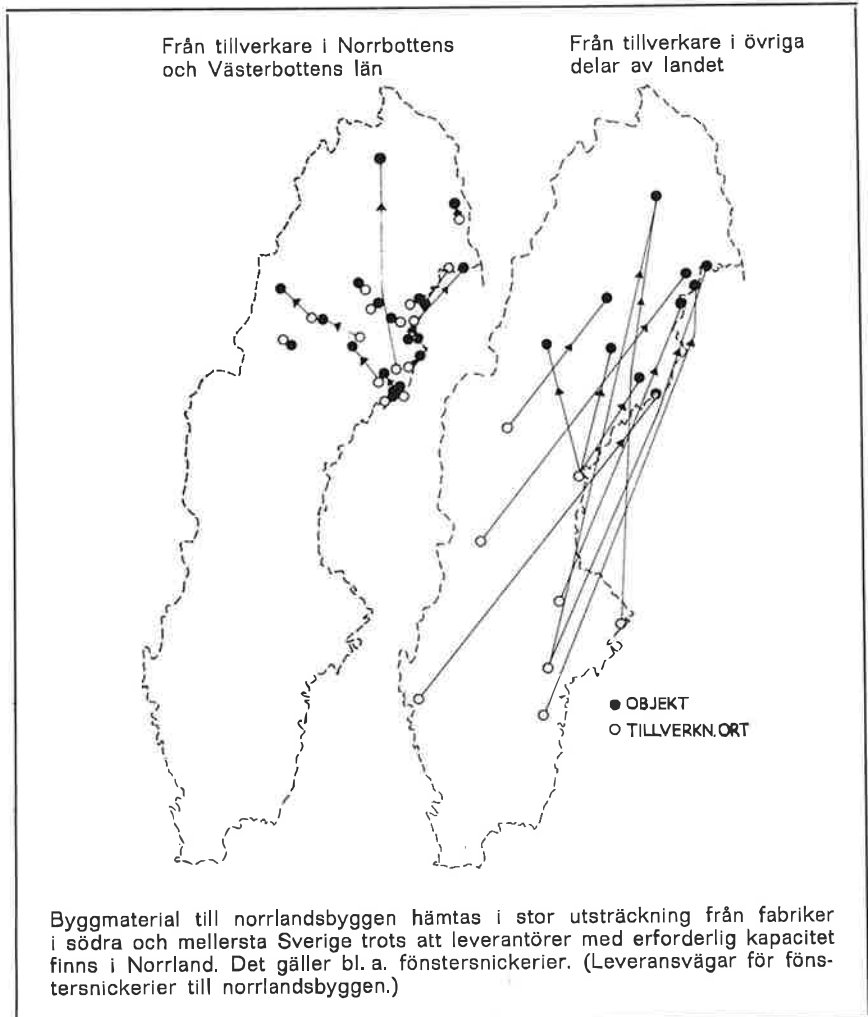 Från tillverkare i Norrbottens
och Västerbottens län
Från tillverkare i övriga
delar av landet
● OBJEKT
○ TILLVERKN.ORT
Byggmaterial till norrlandsbyggen hämtas i stor utsträckning från fabriker
i södra och mellersta Sverige trots att leverantörer med erforderlig kapacitet
finns i Norrland. Det gäller bl. a. fönstersnickerier. (Leveransvägar för föns-
tersnickerier till norrlandsbyggen.)